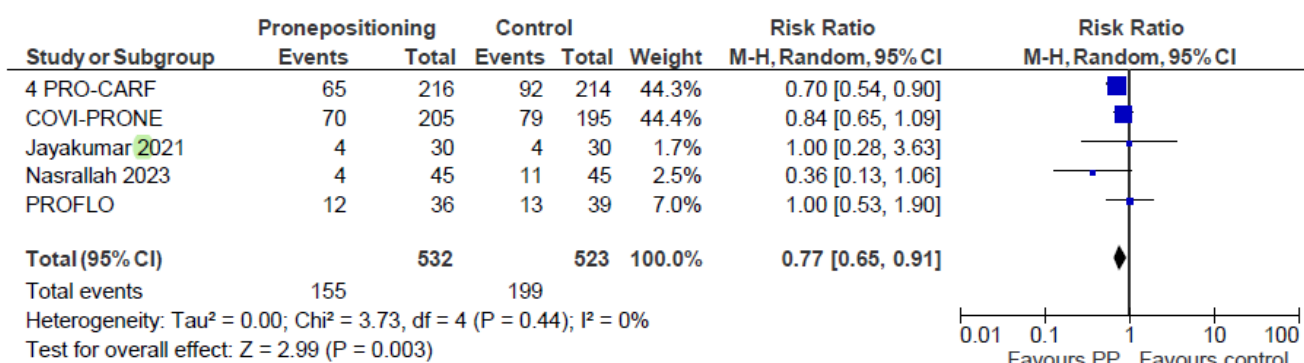 Pronepositioning Control Risk Ratio Risk Ratio
Study or Subgroup Events Total Events Total Weight M-H, Random, 95% CI M-H, Random, 95% CI
4 PRO-CARF 65 216 92 214 44.3% 0.70 [0.54, 0.90]
COVI-PRONE 70 205 79 195 44.4% 0.84 [0.65, 1.09]
Jayakumar 2021 4 30 4 30 1.7% 1.00 [0.28, 3.63]
Nasrallah 2023 4 45 11 45 2.5% 0.36 [0.13, 1.06]
PROFLO 12 36 13 39 7.0% 1.00 [0.53, 1.90]
Total (95% CI) 532 523 100.0% 0.77 [0.65, 0.91]
Total events 155 199
Heterogeneity: Tau² = 0.00; Chi² = 3.73, df = 4 (P = 0.44); I² = 0%
Test for overall effect: Z = 2.99 (P = 0.003)
0.01 0.1 1 10 100
Favours PP Favours control